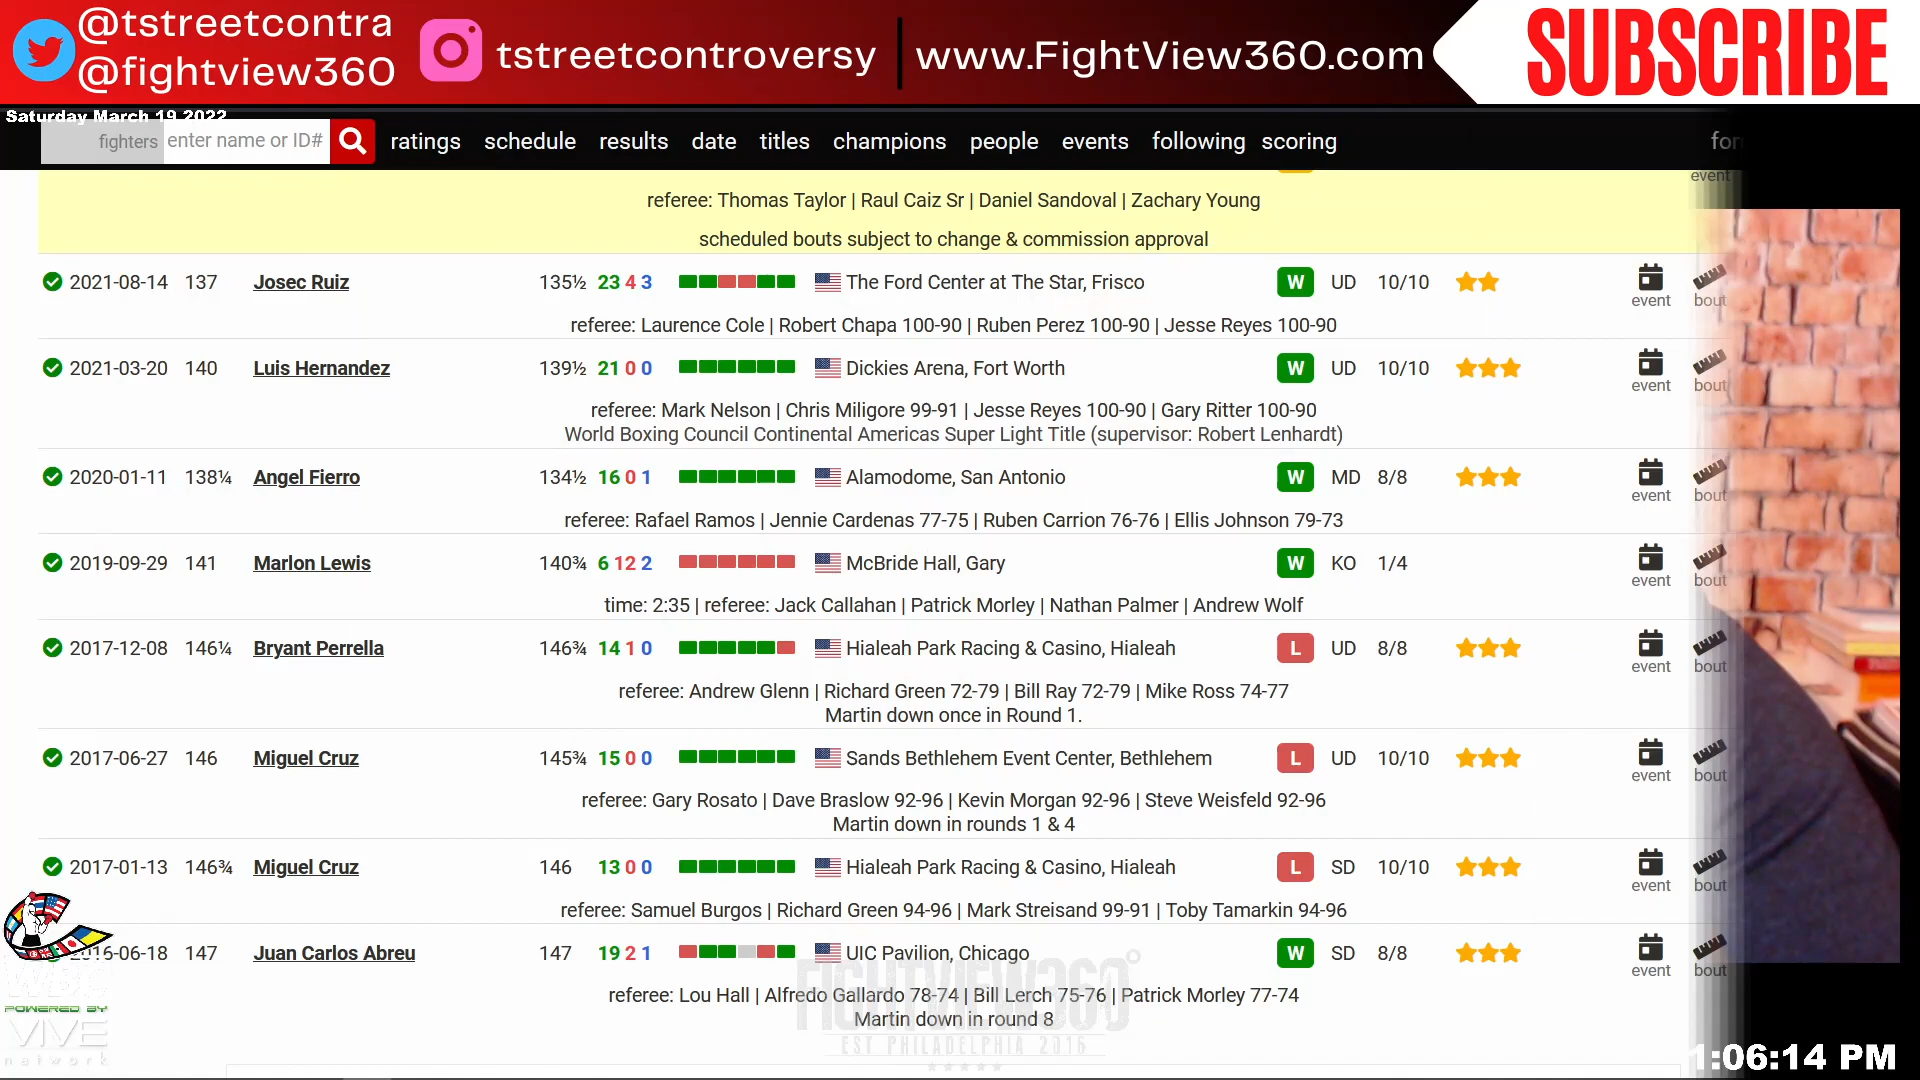 @tstreetcontra
@fightview360
tstreetcontroversy
www.FightView360.com
SUBSCRIBE
Saturday March 19 2022
fighters enter name or ID# ratings schedule results date titles champions people events following scoring
event
referee: Thomas Taylor | Raul Caiz Sr | Daniel Sandoval | Zachary Young
scheduled bouts subject to change & commission approval
2021-08-14 137 Josec Ruiz 135½ 23 4 3 The Ford Center at The Star, Frisco W UD 10/10 event bout
referee: Laurence Cole | Robert Chapa 100-90 | Ruben Perez 100-90 | Jesse Reyes 100-90
2021-03-20 140 Luis Hernandez 139½ 21 0 0 Dickies Arena, Fort Worth W UD 10/10 event bout
referee: Mark Nelson | Chris Miligore 99-91 | Jesse Reyes 100-90 | Gary Ritter 100-90
World Boxing Council Continental Americas Super Light Title (supervisor: Robert Lenhardt)
2020-01-11 138¼ Angel Fierro 134½ 16 0 1 Alamodome, San Antonio W MD 8/8 event bout
referee: Rafael Ramos | Jennie Cardenas 77-75 | Ruben Carrion 76-76 | Ellis Johnson 79-73
2019-09-29 141 Marlon Lewis 140¾ 6 12 2 McBride Hall, Gary W KO 1/4 event bout
time: 2:35 | referee: Jack Callahan | Patrick Morley | Nathan Palmer | Andrew Wolf
2017-12-08 146¼ Bryant Perrella 146¾ 14 1 0 Hialeah Park Racing & Casino, Hialeah L UD 8/8 event bout
referee: Andrew Glenn | Richard Green 72-79 | Bill Ray 72-79 | Mike Ross 74-77
Martin down once in Round 1.
2017-06-27 146 Miguel Cruz 145¾ 15 0 0 Sands Bethlehem Event Center, Bethlehem L UD 10/10 event bout
referee: Gary Rosato | Dave Braslow 92-96 | Kevin Morgan 92-96 | Steve Weisfeld 92-96
Martin down in rounds 1 & 4
2017-01-13 146¾ Miguel Cruz 146 13 0 0 Hialeah Park Racing & Casino, Hialeah L SD 10/10 event bout
referee: Samuel Burgos | Richard Green 94-96 | Mark Streisand 99-91 | Toby Tamarkin 94-96
2016-06-18 147 Juan Carlos Abreu 147 19 2 1 UIC Pavilion, Chicago W SD 8/8 event bout
referee: Lou Hall | Alfredo Gallardo 78-74 | Bill Lerch 75-76 | Patrick Morley 77-74
Martin down in round 8
FIGHTVIEW360°
EST PHILADELPHIA 2016
POWERED BY
VIVE
network
1:06:14 PM